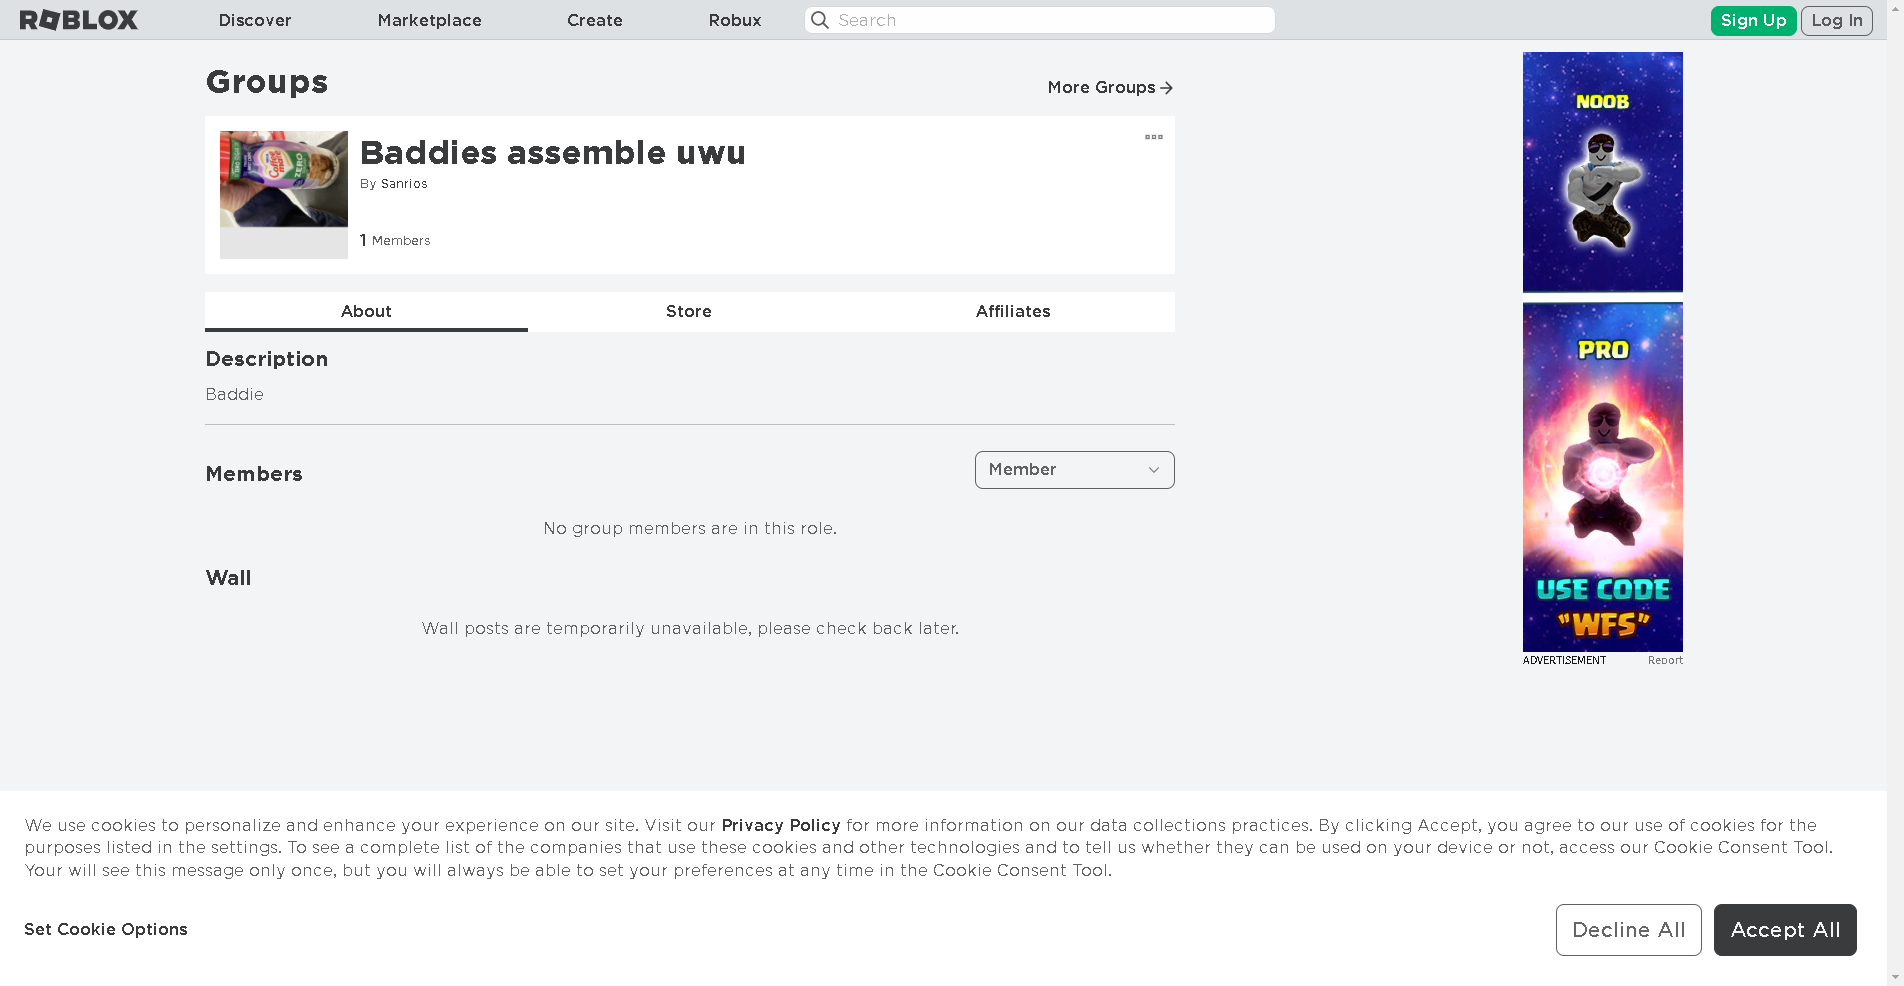 ROBLOX
Discover
Marketplace
Create
Robux
Search
Sign Up
Log In
Groups
More Groups
Coffee mate
ZERO
Baddies assemble uwu
By Sanrios
1 Members
About
Store
Affiliates
Description
Baddie
Members
Member
No group members are in this role.
Wall
Wall posts are temporarily unavailable, please check back later.
NOOB
PRO
USE CODE
"WFS"
ADVERTISEMENT
Report
We use cookies to personalize and enhance your experience on our site. Visit our Privacy Policy for more information on our data collections practices. By clicking Accept, you agree to our use of cookies for the
purposes listed in the settings. To see a complete list of the companies that use these cookies and other technologies and to tell us whether they can be used on your device or not, access our Cookie Consent Tool.
Your will see this message only once, but you will always be able to set your preferences at any time in the Cookie Consent Tool.
Set Cookie Options
Decline All
Accept All